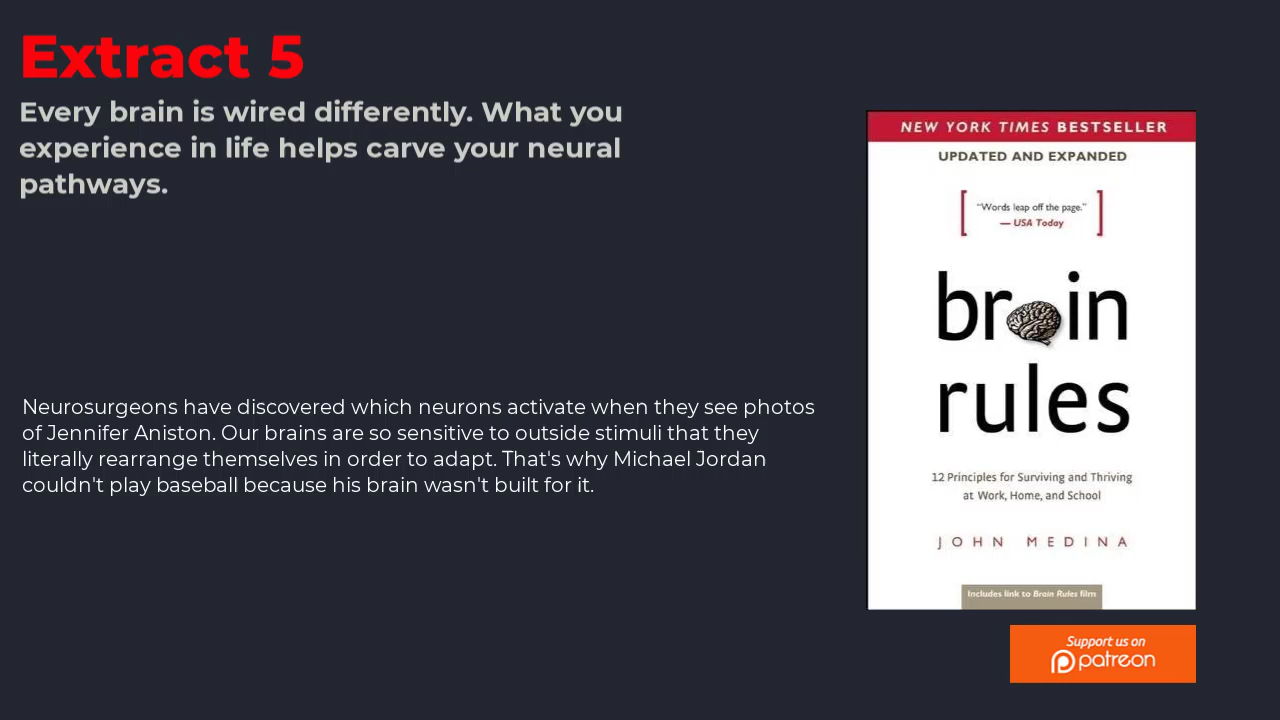 Extract 5
Every brain is wired differently. What you
experience in life helps carve your neural
pathways.
Neurosurgeons have discovered which neurons activate when they see photos
of Jennifer Aniston. Our brains are so sensitive to outside stimuli that they
literally rearrange themselves in order to adapt. That's why Michael Jordan
couldn't play baseball because his brain wasn't built for it.
NEW YORK TIMES BESTSELLER
UPDATED AND EXPANDED
"Words leap off the page."
— USA Today
brain
rules
12 Principles for Surviving and Thriving
at Work, Home, and School
JOHN MEDINA
Includes link to Brain Rules film
Support us on
patreon